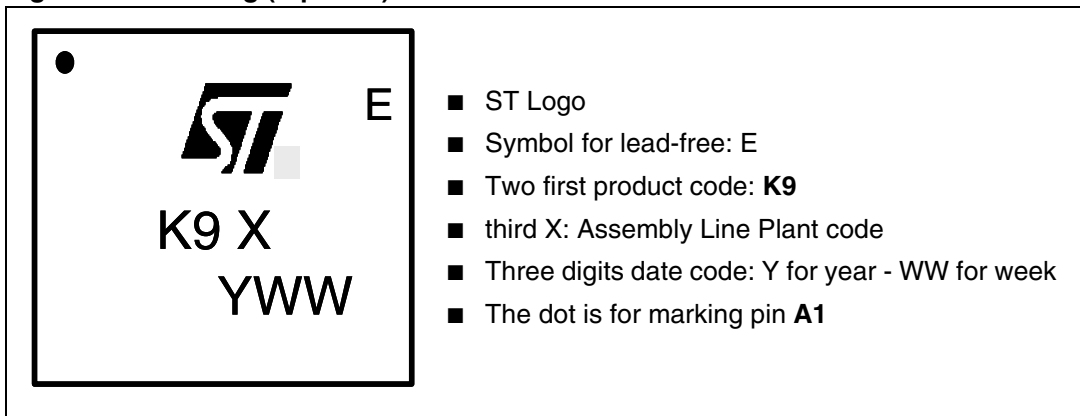 E
ST
K9 X
YWW
■ ST Logo
■ Symbol for lead-free: E
■ Two first product code: K9
■ third X: Assembly Line Plant code
■ Three digits date code: Y for year - WW for week
■ The dot is for marking pin A1